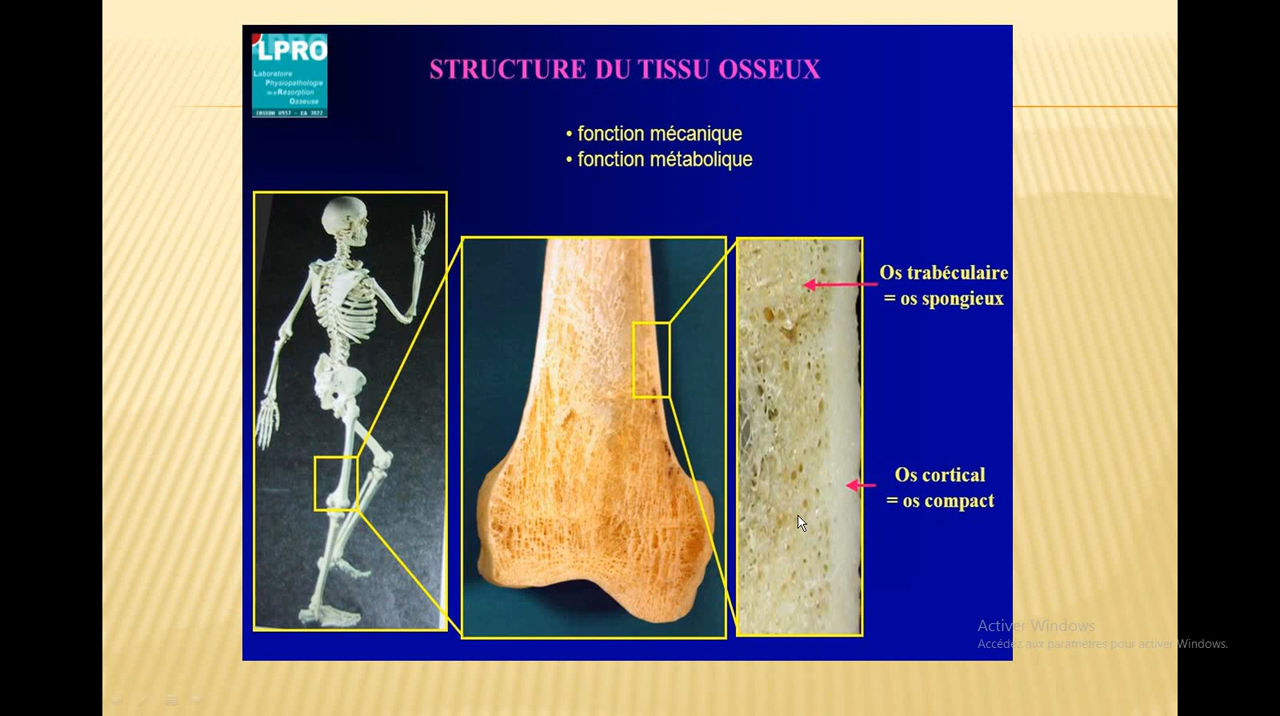 LPRO
Laboratoire
Physiopathologie
de la Résorption
Osseuse
STRUCTURE DU TISSU OSSEUX
• fonction mécanique
• fonction métabolique
Os trabéculaire
= os spongieux
Os cortical
= os compact
Activer Windows
Accédez aux paramètres pour activer Windows.